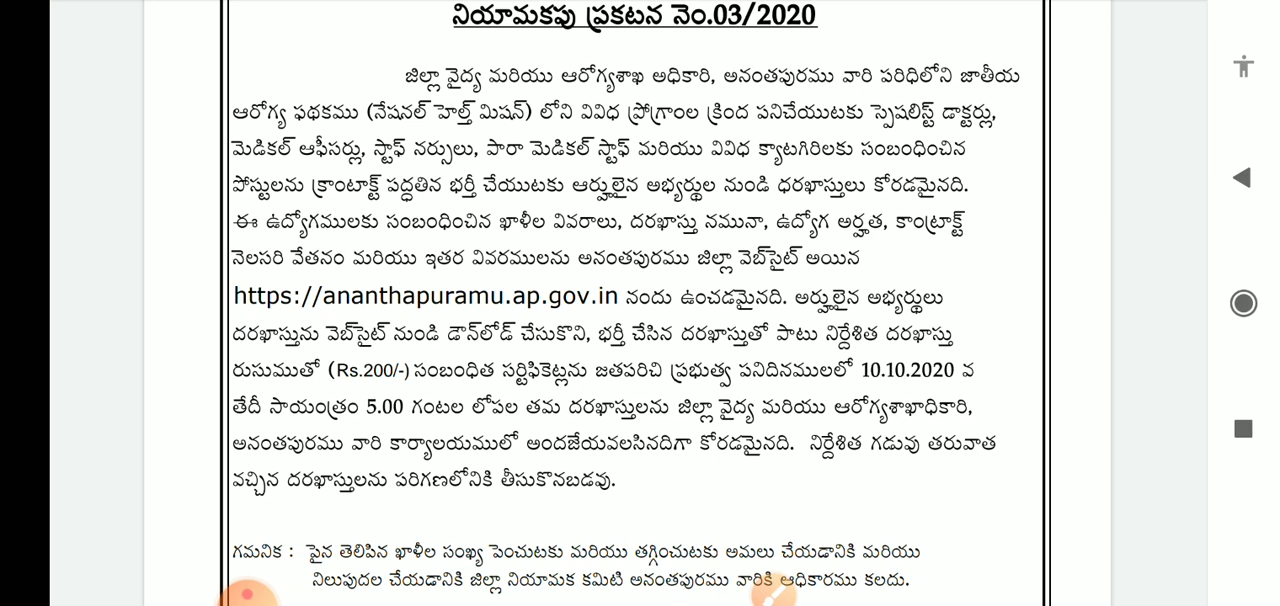 నియామకపు ప్రకటన నెం.03/2020
జిల్లా వైద్య మరియు ఆరోగ్యశాఖ అధికారి, అనంతపురము వారి పరిధిలోని జాతీయ
ఆరోగ్య ఫథకము (నేషనల్ హెల్త్ మిషన్) లోని వివిధ ప్రోగ్రాంల క్రింద పనిచేయుటకు స్పెషలిస్ట్ డాక్టర్లు,
మెడికల్ ఆఫీసర్లు, స్టాఫ్ నర్సులు, పారా మెడికల్ స్టాఫ్ మరియు వివిధ క్యాటగిరిలకు సంబంధించిన
పోస్టులను క్రాంటాక్ట్ పద్ధతిన భర్తీ చేయుటకు ఆర్హులైన అభ్యర్థుల నుండి ధరఖాస్తులు కోరడమైనది.
ఈ ఉద్యోగములకు సంబంధించిన ఖాళీల వివరాలు, దరఖాస్తు నమునా, ఉద్యోగ అర్హత, కాంట్రాక్ట్
నెలసరి వేతనం మరియు ఇతర వివరములను అనంతపురము జిల్లా వెబ్‌సైట్ అయిన
https://ananthapuramu.ap.gov.in నందు ఉంచడమైనది. అర్హులైన అభ్యర్థులు
దరఖాస్తును వెబ్‌సైట్ నుండి డౌన్‌లోడ్ చేసుకొని, భర్తీ చేసిన దరఖాస్తుతో పాటు నిర్దేశిత దరఖాస్తు
రుసుముతో (Rs.200/-) సంబంధిత సర్టిఫికెట్లను జతపరిచి ప్రభుత్వ పనిదినములలో 10.10.2020 వ
తేదీ సాయంత్రం 5.00 గంటల లోపల తమ దరఖాస్తులను జిల్లా వైద్య మరియు ఆరోగ్యశాఖాధికారి,
అనంతపురము వారి కార్యాలయములో అందజేయవలసినదిగా కోరడమైనది. నిర్దేశిత గడువు తరువాత
వచ్చిన దరఖాస్తులను పరిగణలోనికి తీసుకొనబడవు.
గమనిక : పైన తెలిపిన ఖాళీల సంఖ్య పెంచుటకు మరియు తగ్గించుటకు అమలు చేయడానికి మరియు
నిలుపుదల చేయడానికి జిల్లా నియామక కమిటి అనంతపురము వారికి ఆధికారము కలదు.